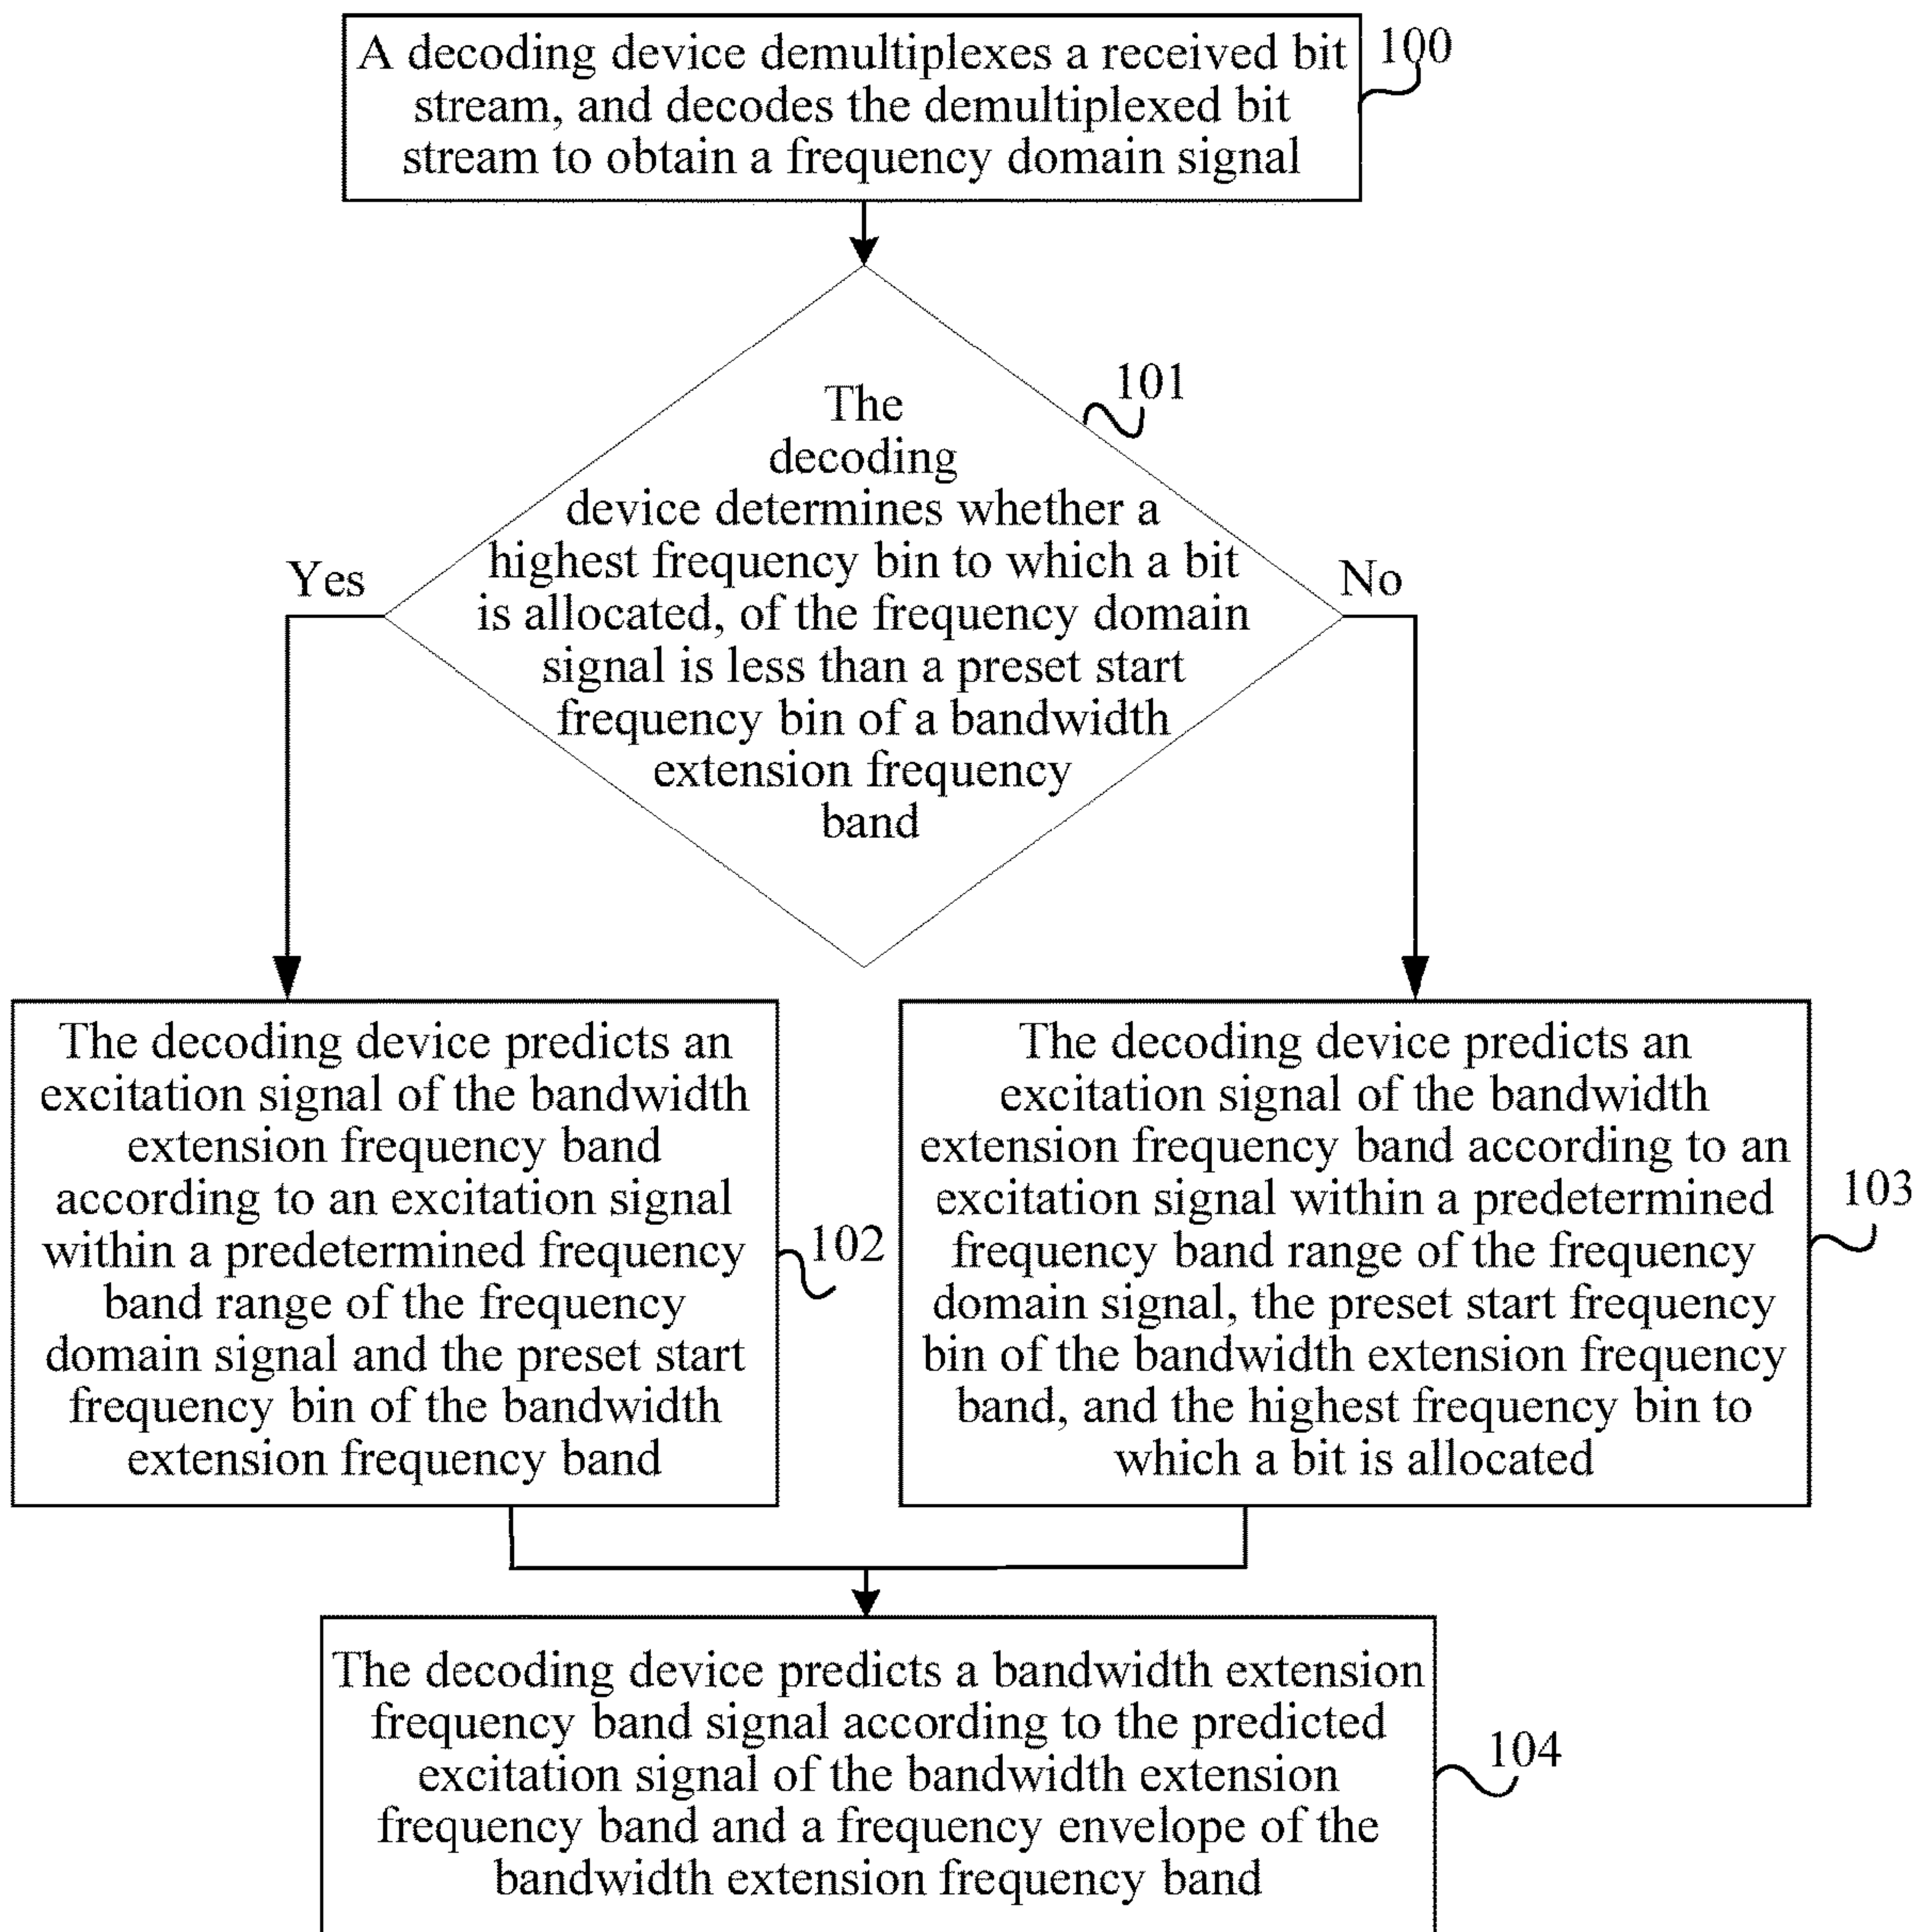 A decoding device demultiplexes a received bit
stream, and decodes the demultiplexed bit
stream to obtain a frequency domain signal
100
The
decoding
device determines whether a
highest frequency bin to which a bit
is allocated, of the frequency domain
signal is less than a preset start
frequency bin of a bandwidth
extension frequency
band
101
Yes
No
The decoding device predicts an
excitation signal of the bandwidth
extension frequency band
according to an excitation signal
within a predetermined frequency
band range of the frequency
domain signal and the preset start
frequency bin of the bandwidth
extension frequency band
102
The decoding device predicts an
excitation signal of the bandwidth
extension frequency band according to an
excitation signal within a predetermined
frequency band range of the frequency
domain signal, the preset start frequency
bin of the bandwidth extension frequency
band, and the highest frequency bin to
which a bit is allocated
103
The decoding device predicts a bandwidth extension
frequency band signal according to the predicted
excitation signal of the bandwidth extension
frequency band and a frequency envelope of the
bandwidth extension frequency band
104